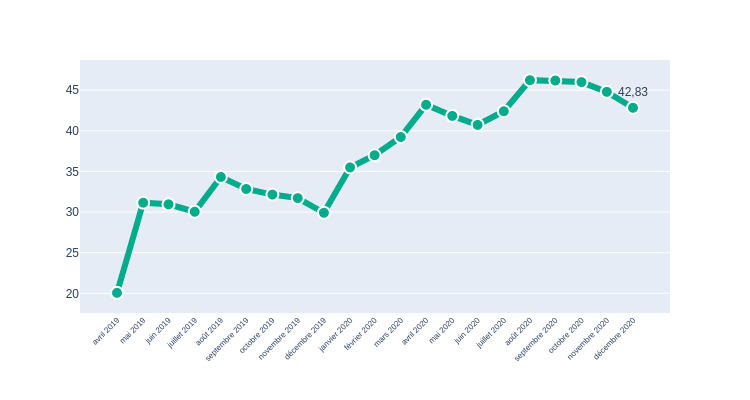 45
40
35
30
25
20
42,83
avril 2019
mai 2019
juin 2019
juillet 2019
août 2019
septembre 2019
octobre 2019
novembre 2019
décembre 2019
janvier 2020
février 2020
mars 2020
avril 2020
mai 2020
juin 2020
juillet 2020
août 2020
septembre 2020
octobre 2020
novembre 2020
décembre 2020